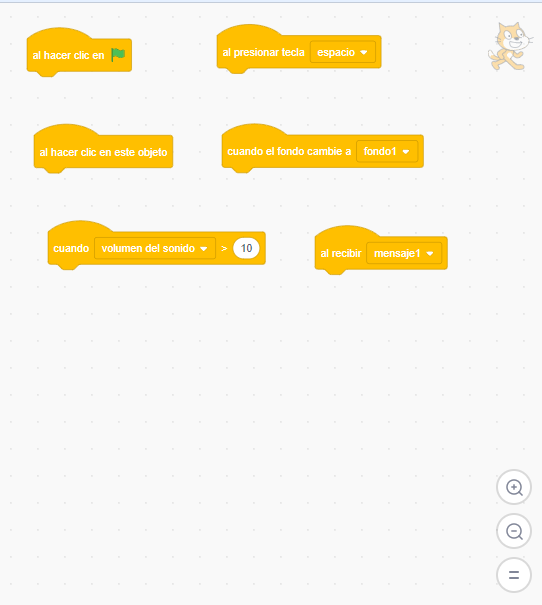 al hacer clic en
al presionar tecla espacio
al hacer clic en este objeto
cuando el fondo cambie a fondo1
cuando volumen del sonido > 10
al recibir mensaje1